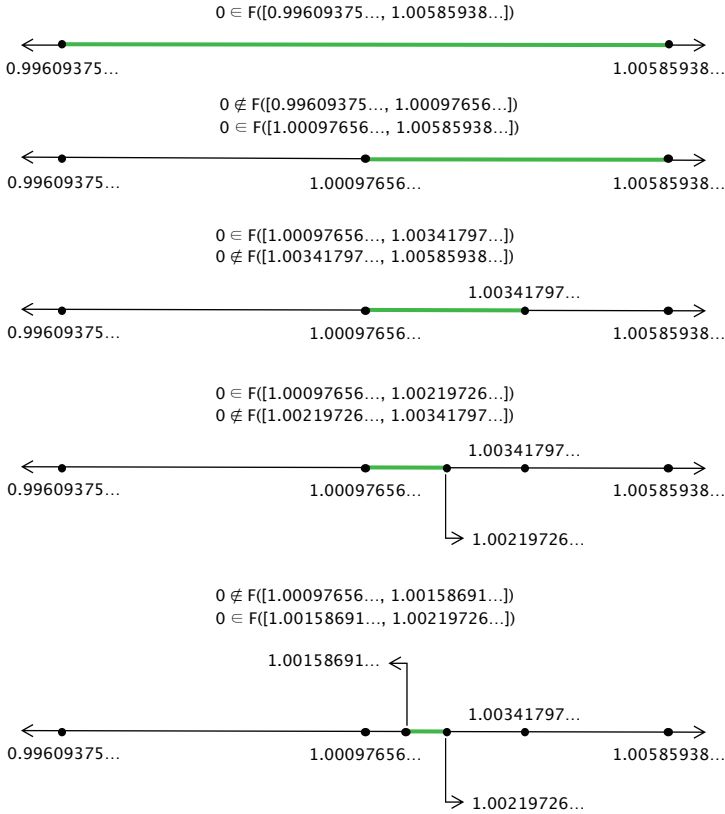 0 ∈ F([0.99609375…, 1.00585938…])
0.99609375… 1.00585938…
0 ∉ F([0.99609375…, 1.00097656…])
0 ∈ F([1.00097656…, 1.00585938…])
0.99609375… 1.00097656… 1.00585938…
0 ∈ F([1.00097656…, 1.00341797…])
0 ∉ F([1.00341797…, 1.00585938…])
1.00341797…
0.99609375… 1.00097656… 1.00585938…
0 ∈ F([1.00097656…, 1.00219726…])
0 ∉ F([1.00219726…, 1.00341797…])
1.00341797…
0.99609375… 1.00097656… 1.00585938…
1.00219726…
0 ∉ F([1.00097656…, 1.00158691…])
0 ∈ F([1.00158691…, 1.00219726…])
1.00158691…
1.00341797…
0.99609375… 1.00097656… 1.00585938…
1.00219726…